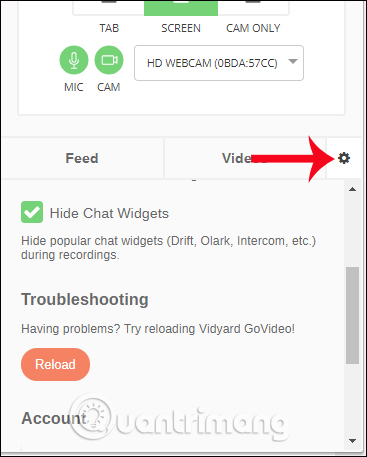 TAB SCREEN CAM ONLY
MIC CAM HD WEBCAM (0BDA:57CC)
Feed Videos
Hide Chat Widgets
Hide popular chat widgets (Drift, Olark, Intercom, etc.)
during recordings.
Troubleshooting
Having problems? Try reloading Vidyard GoVideo!
Reload
Account
Quantrimang